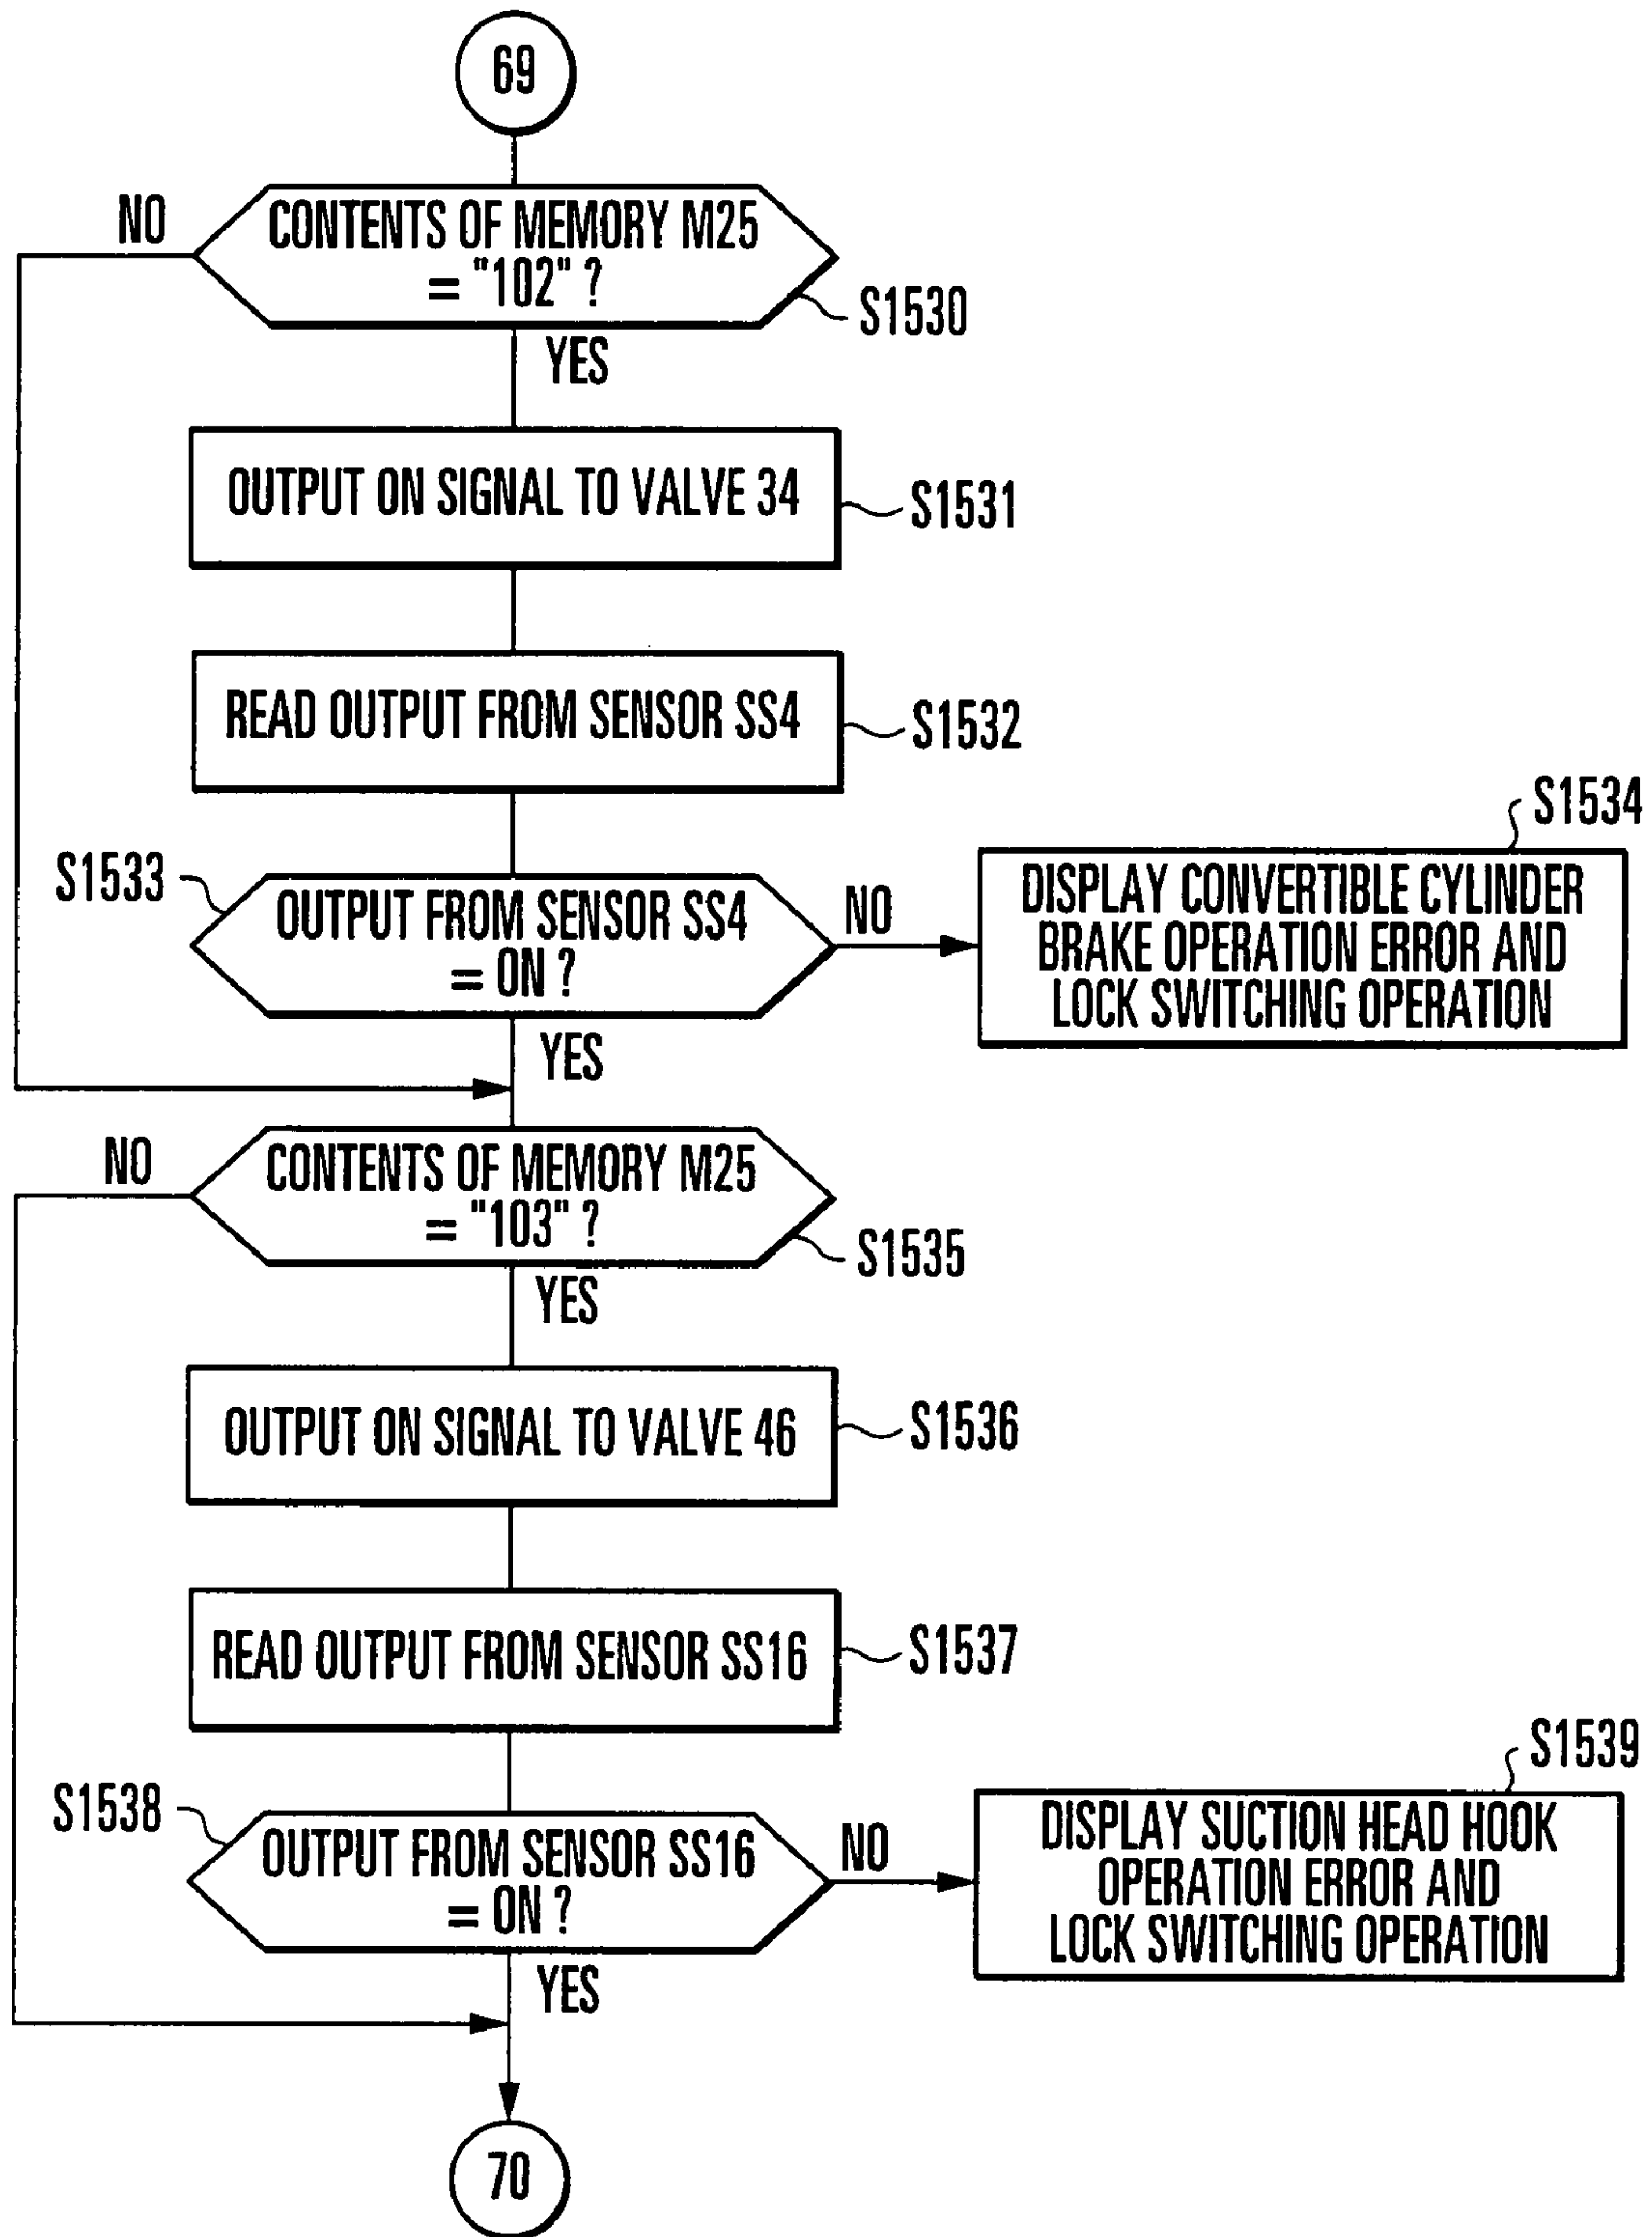 69
NO
CONTENTS OF MEMORY M25
= "102" ?
S1530
YES
OUTPUT ON SIGNAL TO VALVE 34
S1531
READ OUTPUT FROM SENSOR SS4
S1532
S1533
OUTPUT FROM SENSOR SS4
= ON ?
NO
S1534
DISPLAY CONVERTIBLE CYLINDER
BRAKE OPERATION ERROR AND
LOCK SWITCHING OPERATION
YES
NO
CONTENTS OF MEMORY M25
= "103" ?
S1535
YES
OUTPUT ON SIGNAL TO VALVE 46
S1536
READ OUTPUT FROM SENSOR SS16
S1537
S1538
OUTPUT FROM SENSOR SS16
= ON ?
NO
S1539
DISPLAY SUCTION HEAD HOOK
OPERATION ERROR AND
LOCK SWITCHING OPERATION
YES
70